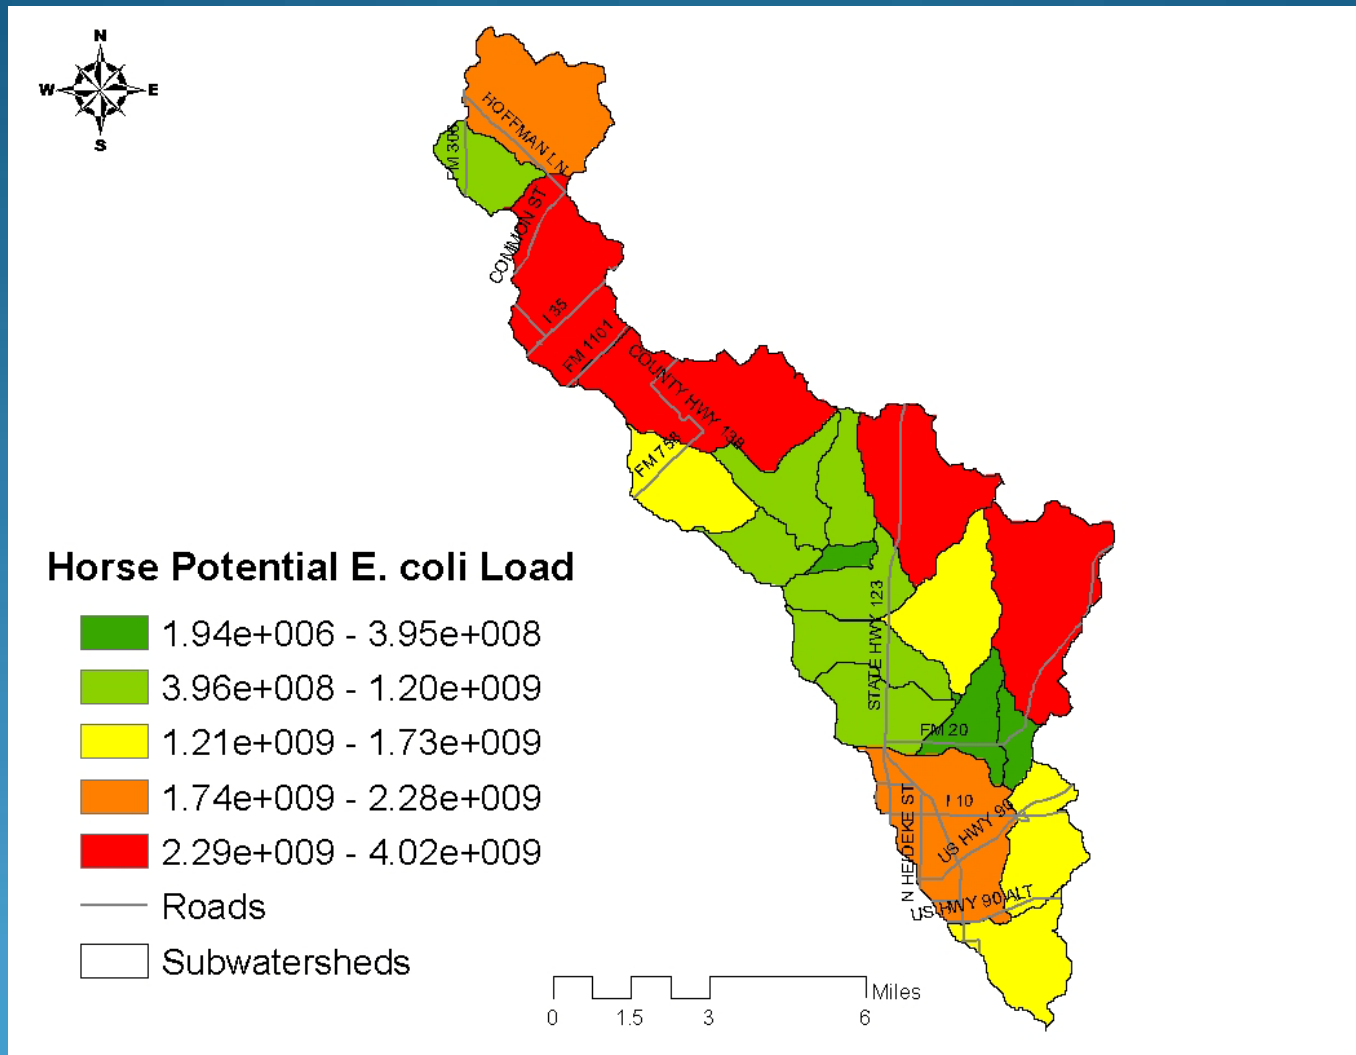 N
W E
S
HOFFMAN LN
FM 306
COMMON ST
I 35
FM 1101
COUNTY HWY 138
FM 758
STATE HWY 123
FM 20
I 10
US HWY 90
N HEIDEKE ST
US HWY 90 ALT
Horse Potential E. coli Load
1.94e+006 - 3.95e+008
3.96e+008 - 1.20e+009
1.21e+009 - 1.73e+009
1.74e+009 - 2.28e+009
2.29e+009 - 4.02e+009
Roads
Subwatersheds
Miles
0 1.5 3 6